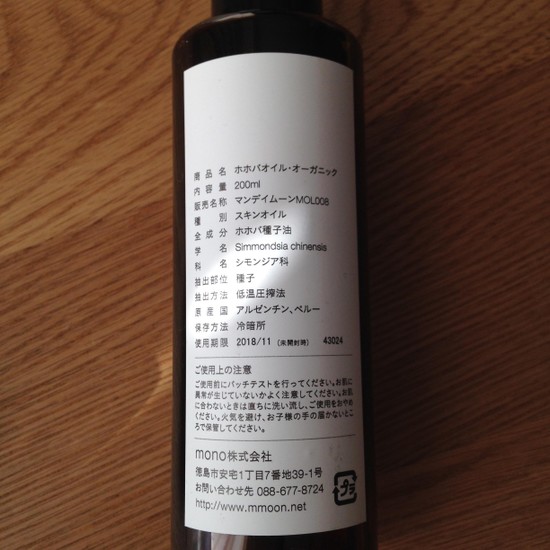 商品名 ホホバオイル・オーガニック
内容量 200ml
販売名称 マンデイムーンMOL008
種別 スキンオイル
全成分 ホホバ種子油
学名 Simmondsia chinensis
科名 シモンジア科
抽出部位 種子
抽出方法 低温圧搾法
原産国 アルゼンチン、ペルー
保存方法 冷暗所
使用期限 2018/11 (未開封時) 43024
ご使用上の注意
ご使用前にパッチテストを行ってください。お肌に
異常が生じていないかよく注意してください。お肌
に合わないときは直ちに洗い流し、ご使用をおやめ
ください。火気を避け、お子様の手の届かないとこ
ろで保管してください。
mono株式会社
徳島市安宅1丁目7番地39-1号
お問い合わせ先 088-677-8724
http://www.mmoon.net
プラ